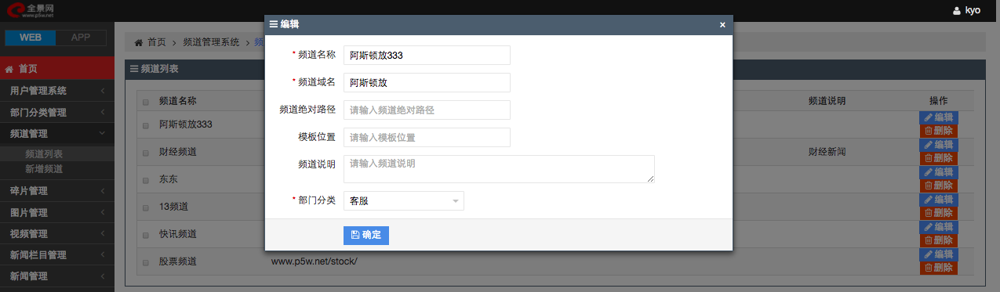 全景网
www.p5w.net
kyo
WEB
APP
首页
用户管理系统
部门分类管理
频道管理
频道列表
新增频道
碎片管理
图片管理
视频管理
新闻栏目管理
新闻管理
首页 > 频道管理系统 > 频
频道列表
频道名称
频道说明
操作
阿斯顿放333
编辑
删除
财经频道
财经新闻
编辑
删除
东东
编辑
删除
13频道
编辑
删除
快讯频道
编辑
删除
股票频道
www.p5w.net/stock/
编辑
删除
编辑
×
* 频道名称
阿斯顿放333
* 频道域名
阿斯顿放
频道绝对路径
请输入频道绝对路径
模板位置
请输入模板位置
频道说明
请输入频道说明
* 部门分类
客服
确定